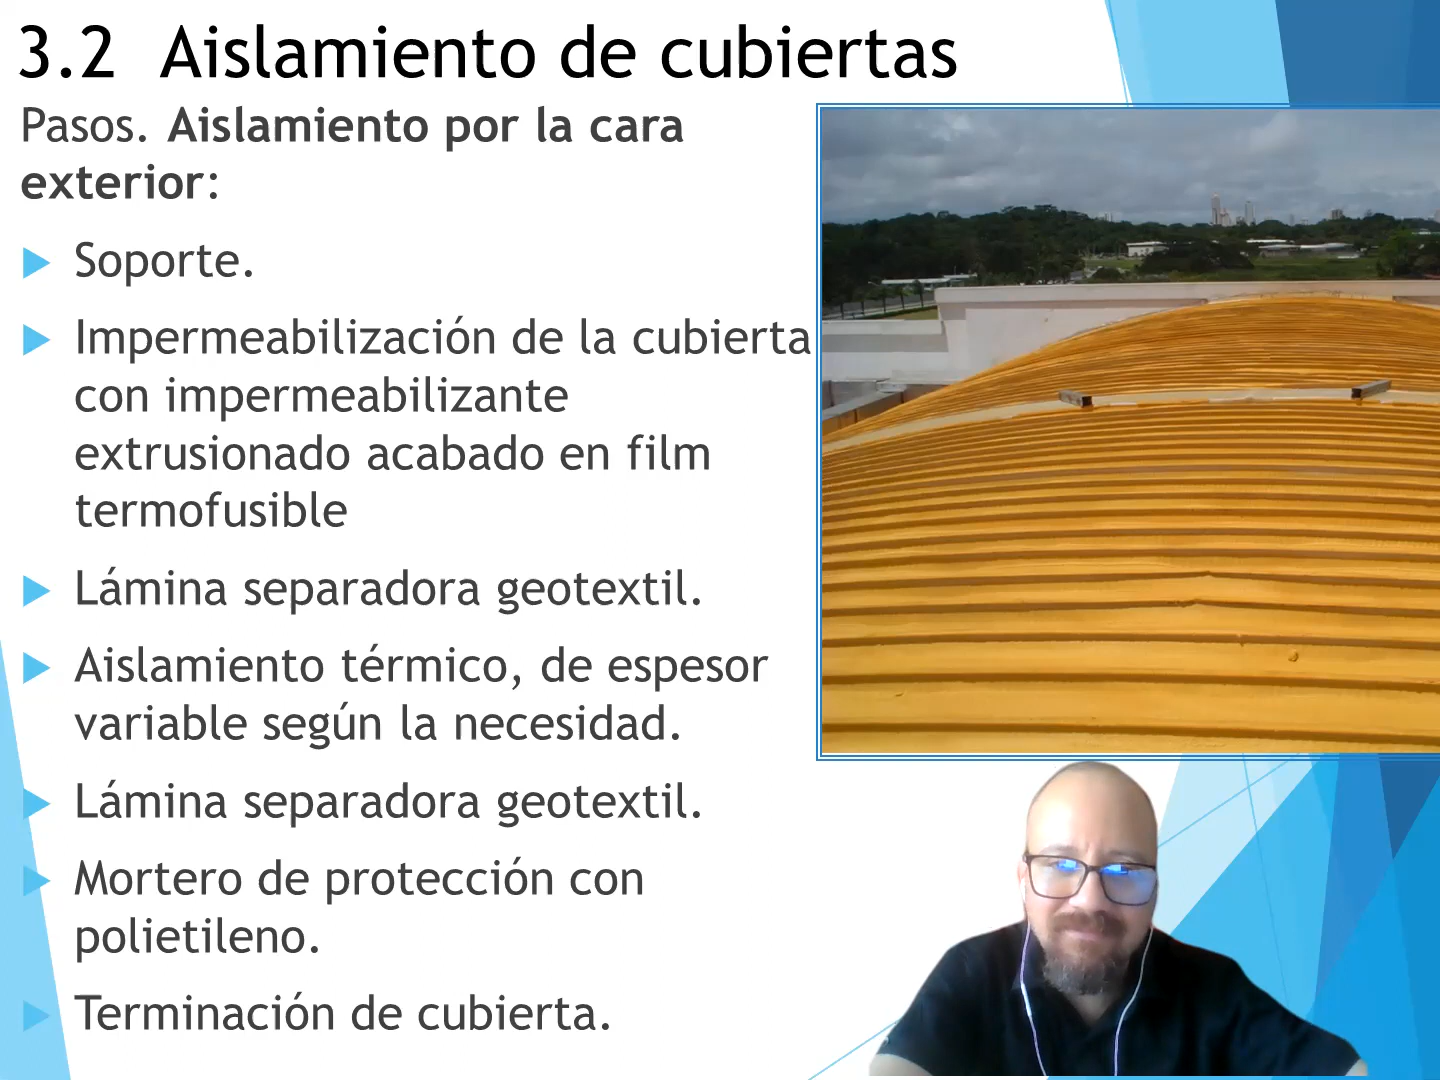 3.2 Aislamiento de cubiertas
Pasos. Aislamiento por la cara
exterior:
Soporte.
Impermeabilización de la cubierta
con impermeabilizante
extrusionado acabado en film
termofusible
Lámina separadora geotextil.
Aislamiento térmico, de espesor
variable según la necesidad.
Lámina separadora geotextil.
Mortero de protección con
polietileno.
Terminación de cubierta.